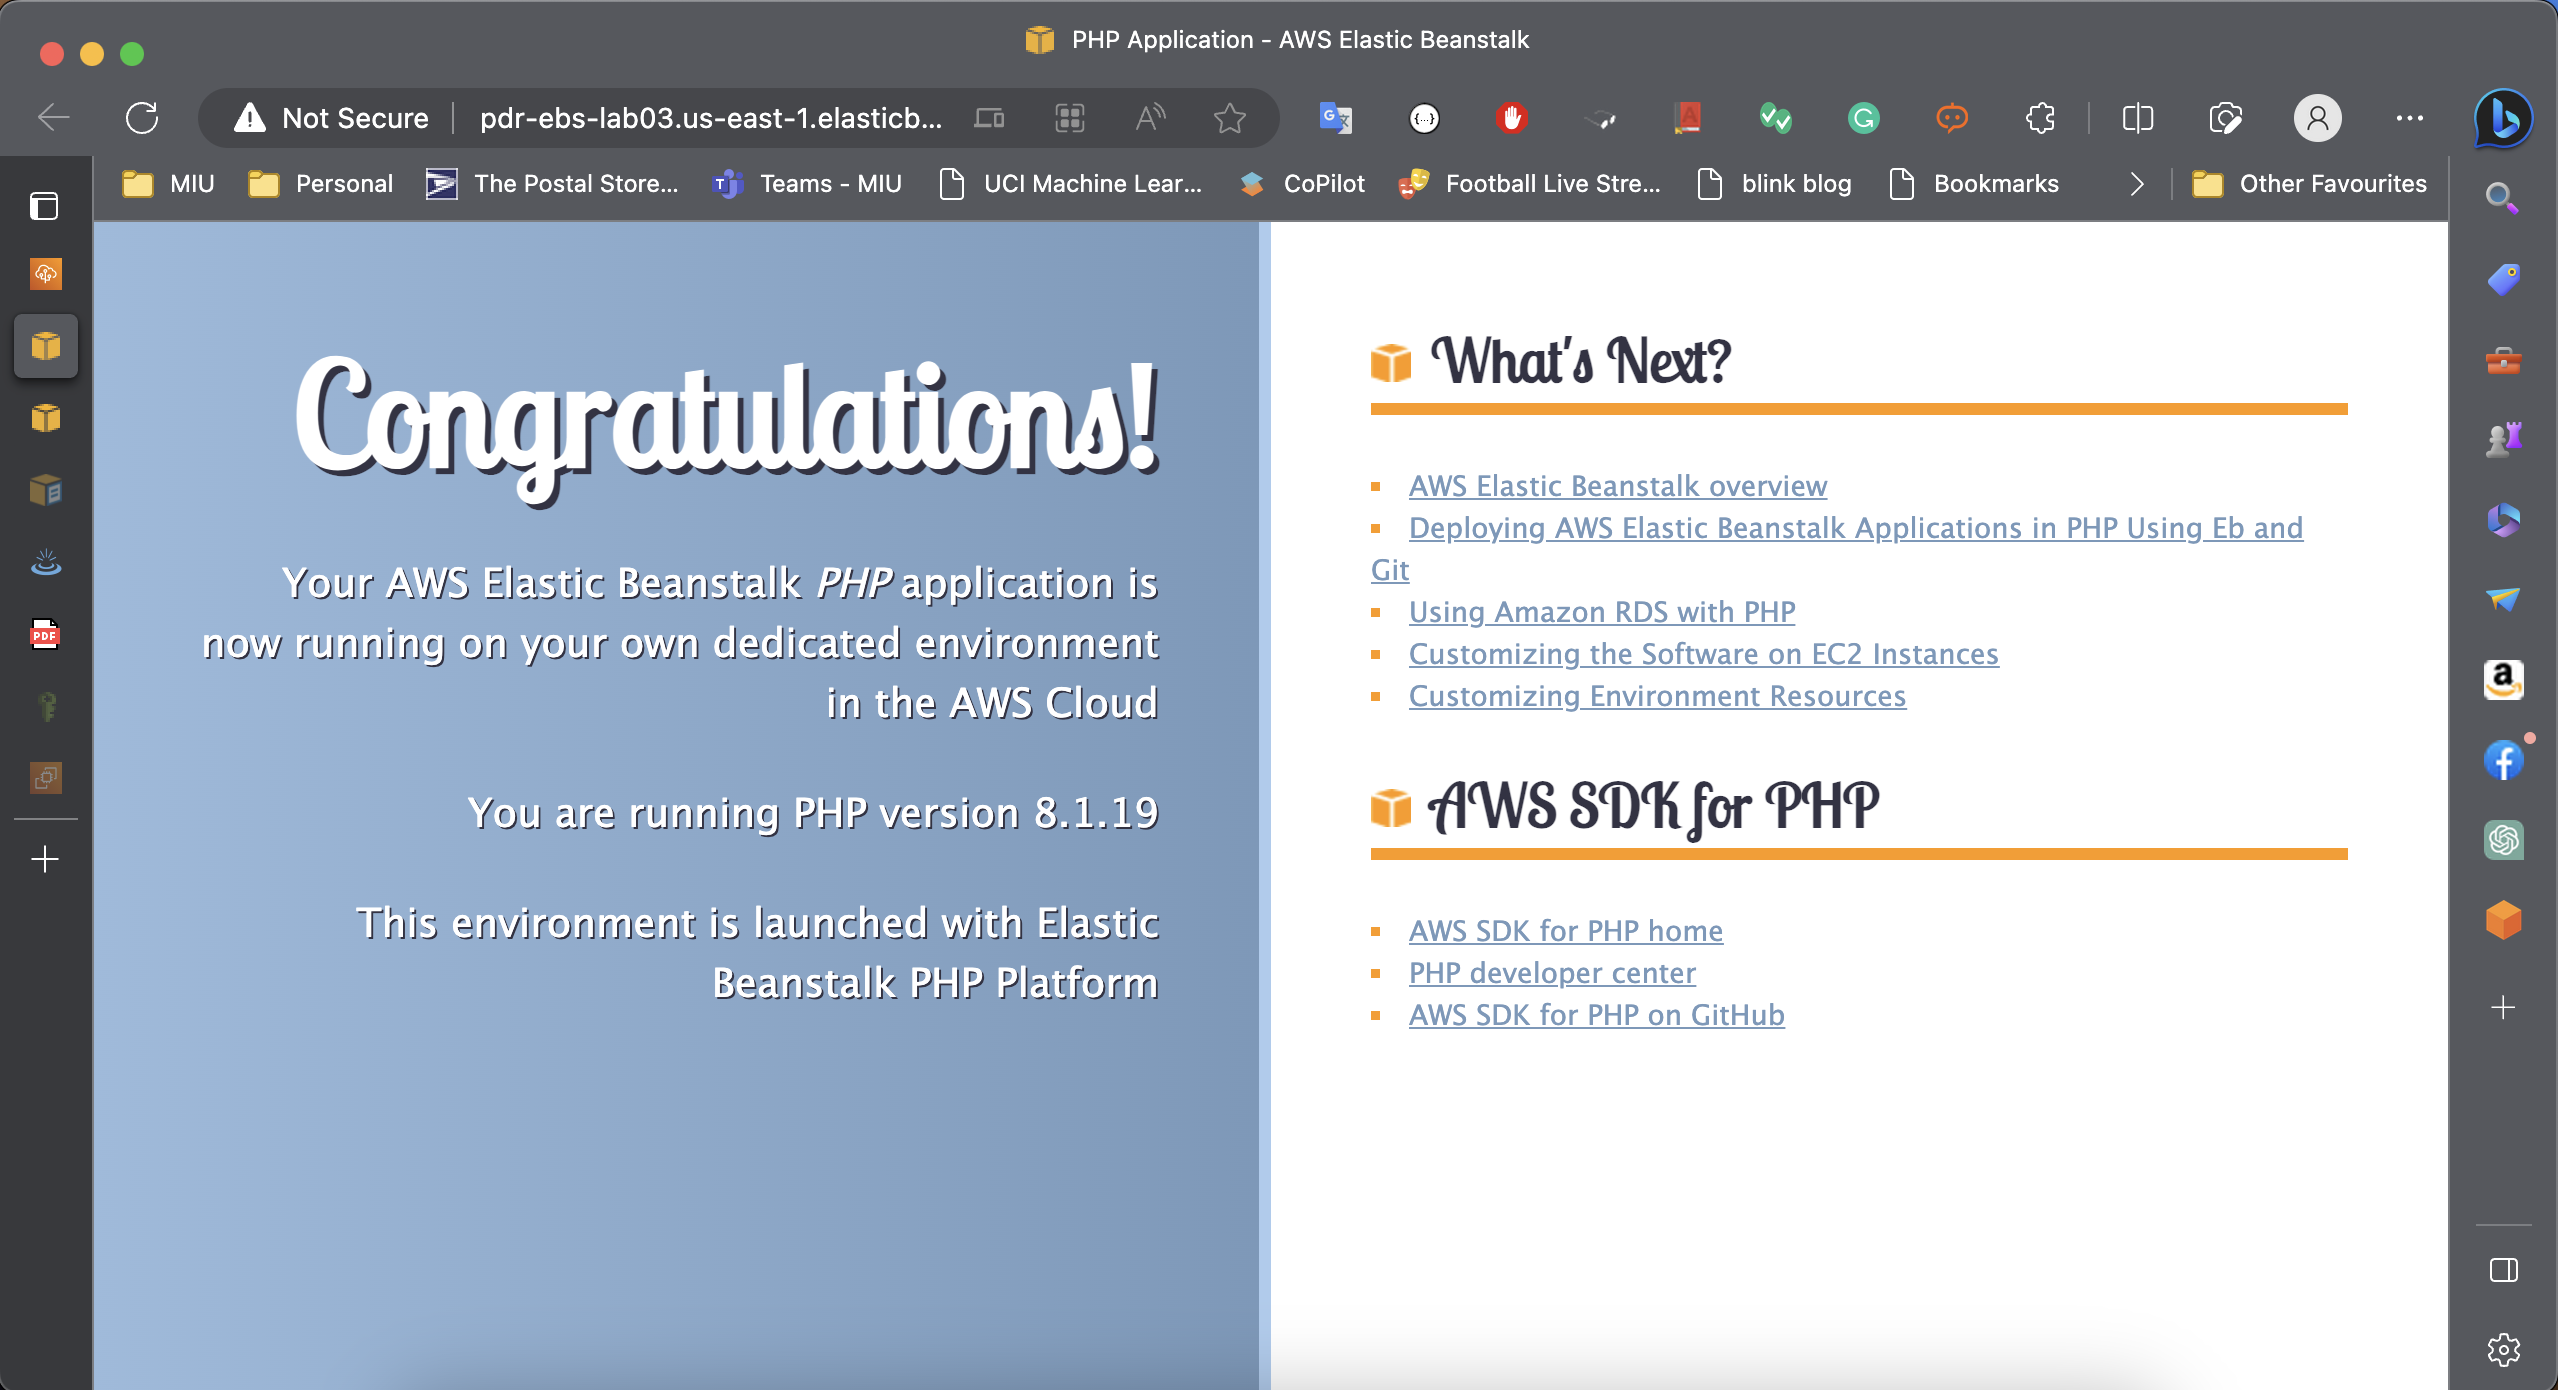 PHP Application - AWS Elastic Beanstalk
Not Secure
pdr-ebs-lab03.us-east-1.elasticb...
MIU
Personal
The Postal Store...
Teams - MIU
UCI Machine Lear...
CoPilot
Football Live Stre...
blink blog
Bookmarks
Other Favourites
Congratulations!
Your AWS Elastic Beanstalk PHP application is
now running on your own dedicated environment
in the AWS Cloud
You are running PHP version 8.1.19
This environment is launched with Elastic
Beanstalk PHP Platform
What's Next?
AWS Elastic Beanstalk overview
Deploying AWS Elastic Beanstalk Applications in PHP Using Eb and
Git
Using Amazon RDS with PHP
Customizing the Software on EC2 Instances
Customizing Environment Resources
AWS SDK for PHP
AWS SDK for PHP home
PHP developer center
AWS SDK for PHP on GitHub
PDF